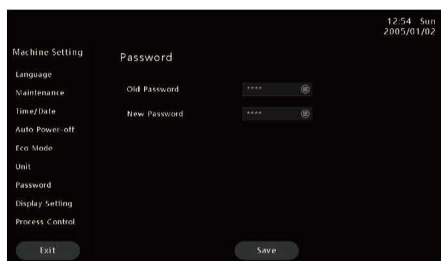 12:54 Sun
2005/01/02
Machine Setting
Language
Maintenance
Time/Date
Auto Power-off
Eco Mode
Unit
Password
Display Setting
Process Control
Password
Old Password ****
New Password ****
Exit
Save